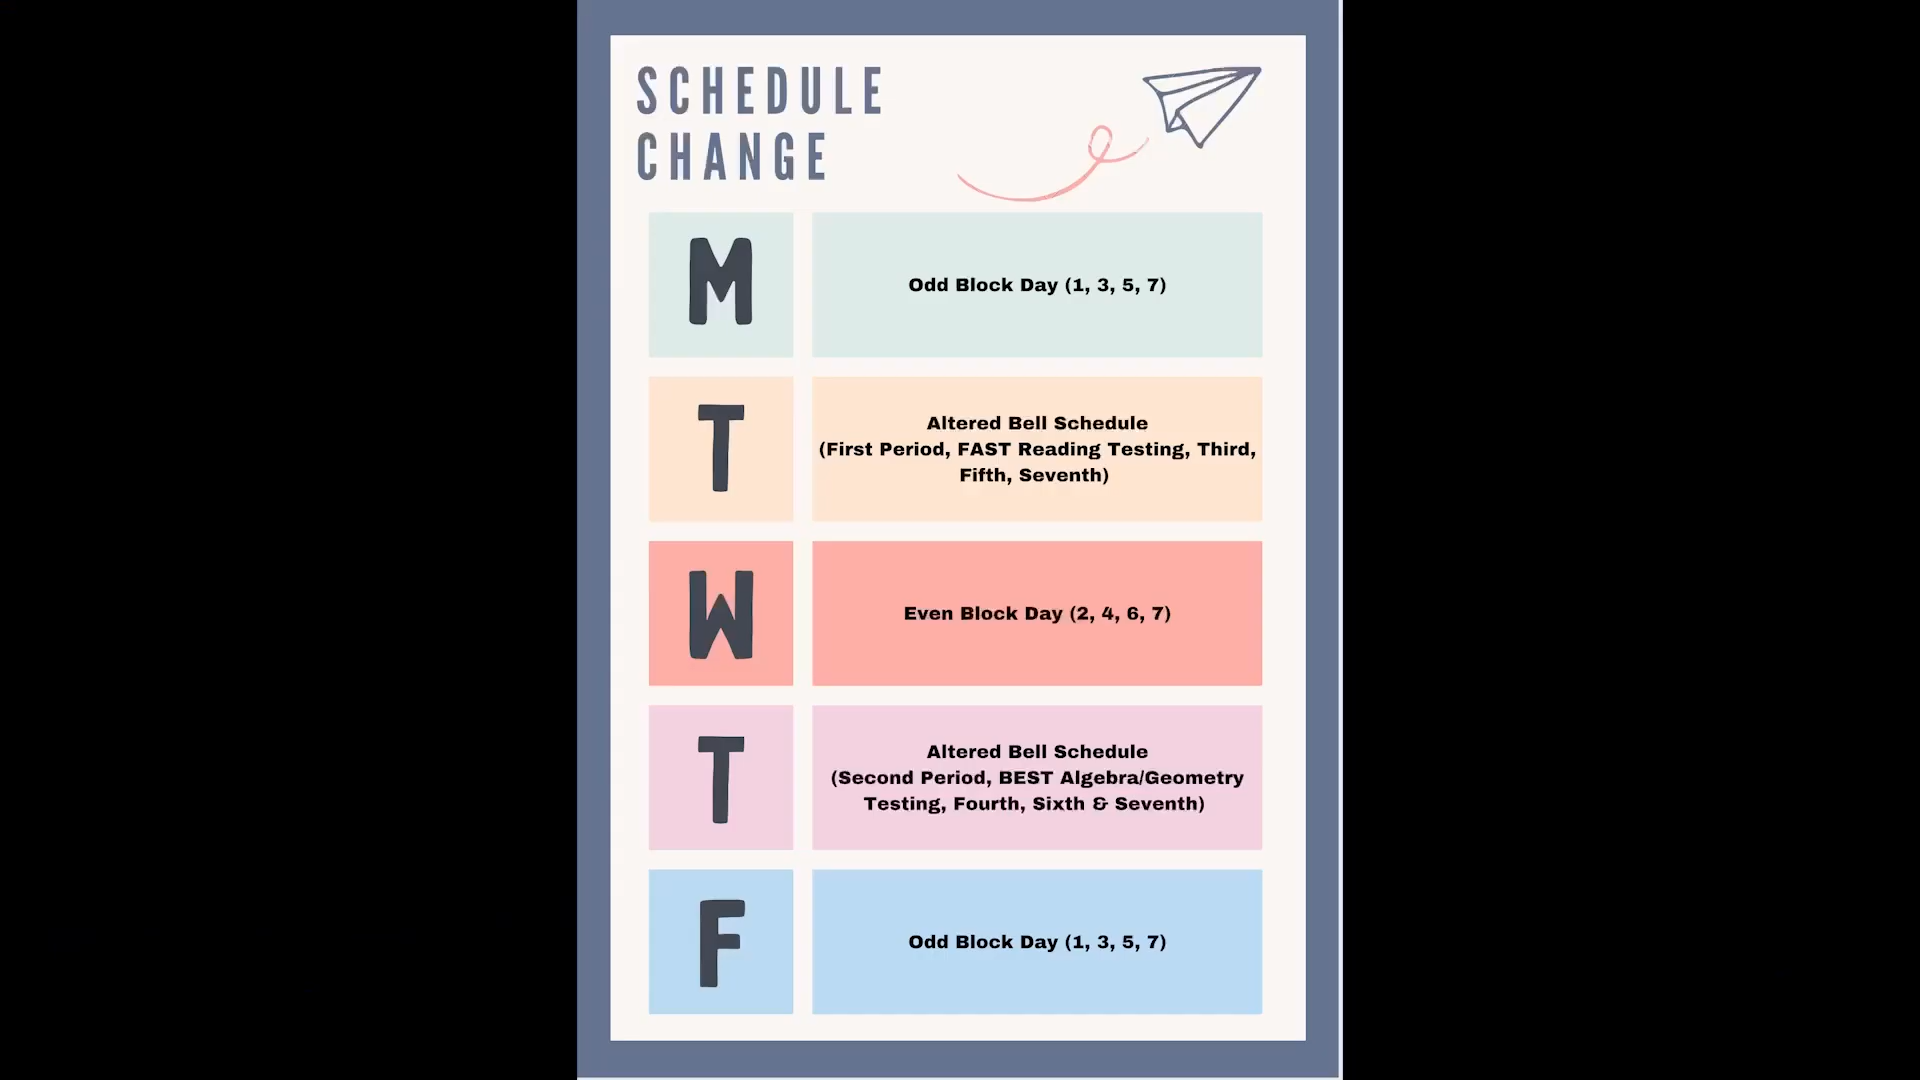 SCHEDULE
CHANGE
M
Odd Block Day (1, 3, 5, 7)
T
Altered Bell Schedule
(First Period, FAST Reading Testing, Third,
Fifth, Seventh)
W
Even Block Day (2, 4, 6, 7)
T
Altered Bell Schedule
(Second Period, BEST Algebra/Geometry
Testing, Fourth, Sixth & Seventh)
F
Odd Block Day (1, 3, 5, 7)